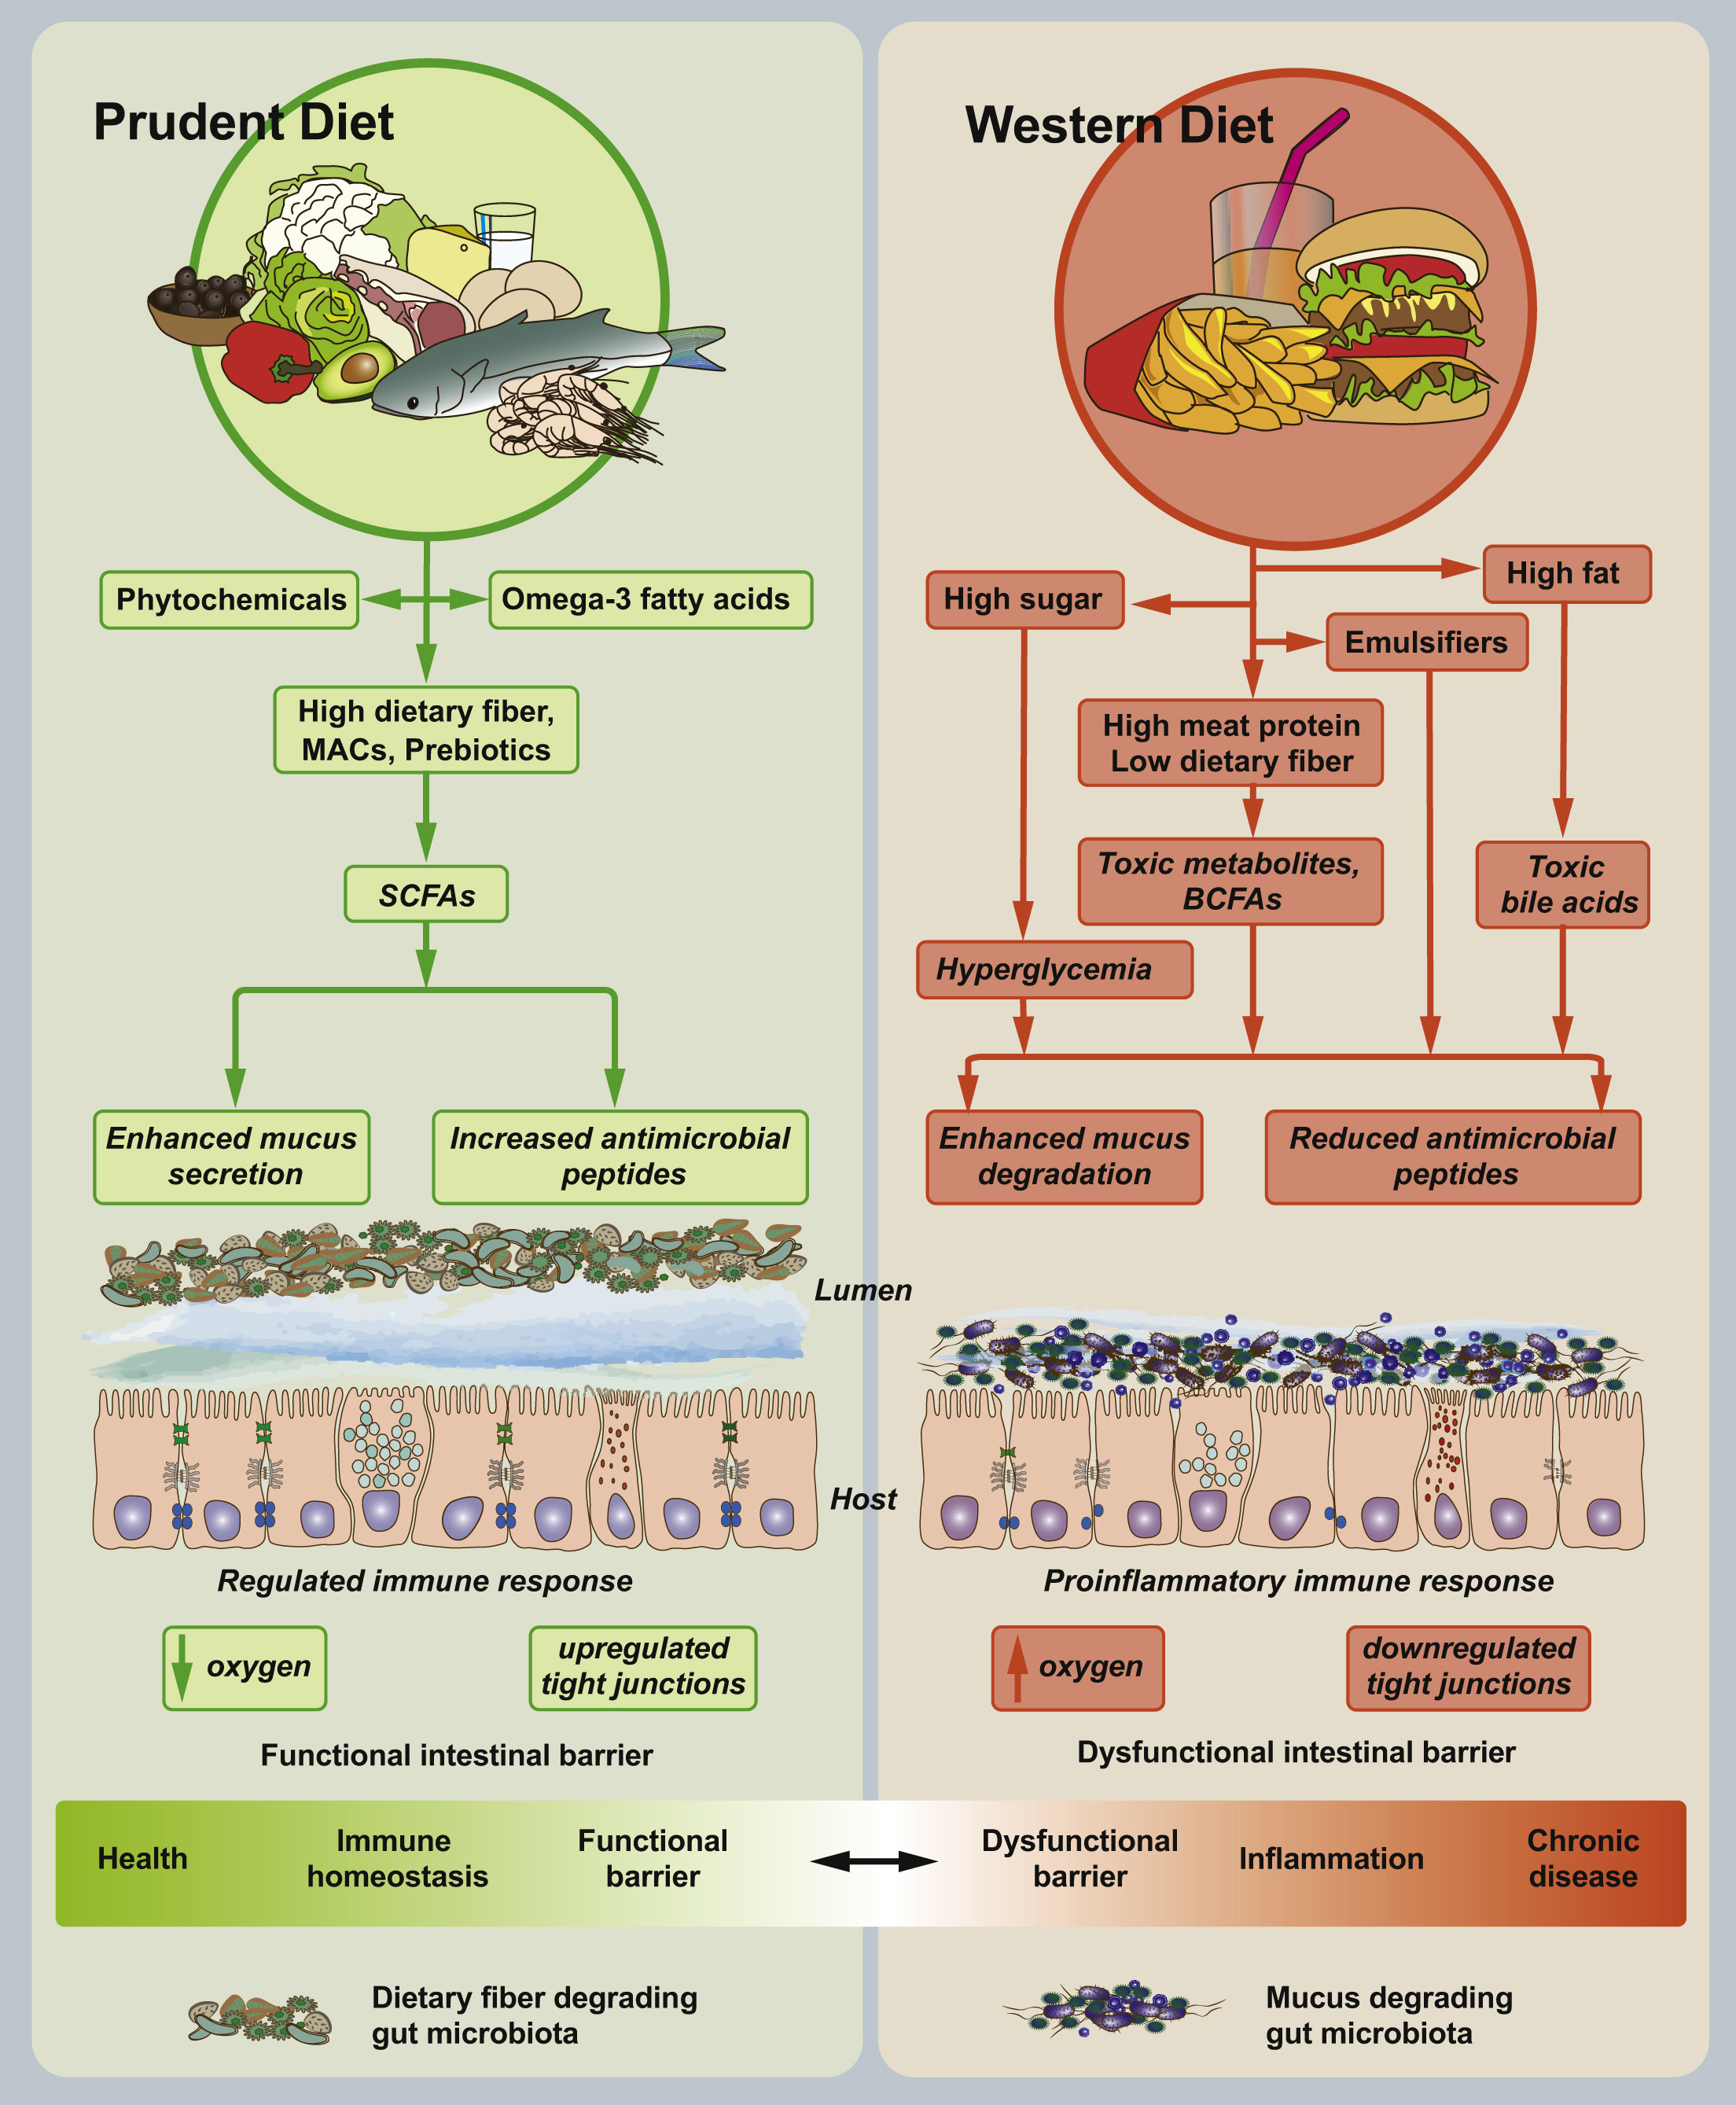 Prudent Diet
Phytochemicals
Omega-3 fatty acids
High dietary fiber,
MACs, Prebiotics
SCFAs
Enhanced mucus
secretion
Increased antimicrobial
peptides
Western Diet
High fat
High sugar
Emulsifiers
High meat protein
Low dietary fiber
Toxic metabolites,
BCFAs
Toxic
bile acids
Hyperglycemia
Enhanced mucus
degradation
Reduced antimicrobial
peptides
Lumen
Host
Regulated immune response
oxygen
upregulated
tight junctions
Functional intestinal barrier
Proinflammatory immune response
oxygen
downregulated
tight junctions
Dysfunctional intestinal barrier
Health
Immune
homeostasis
Functional
barrier
Dysfunctional
barrier
Inflammation
Chronic
disease
Dietary fiber degrading
gut microbiota
Mucus degrading
gut microbiota